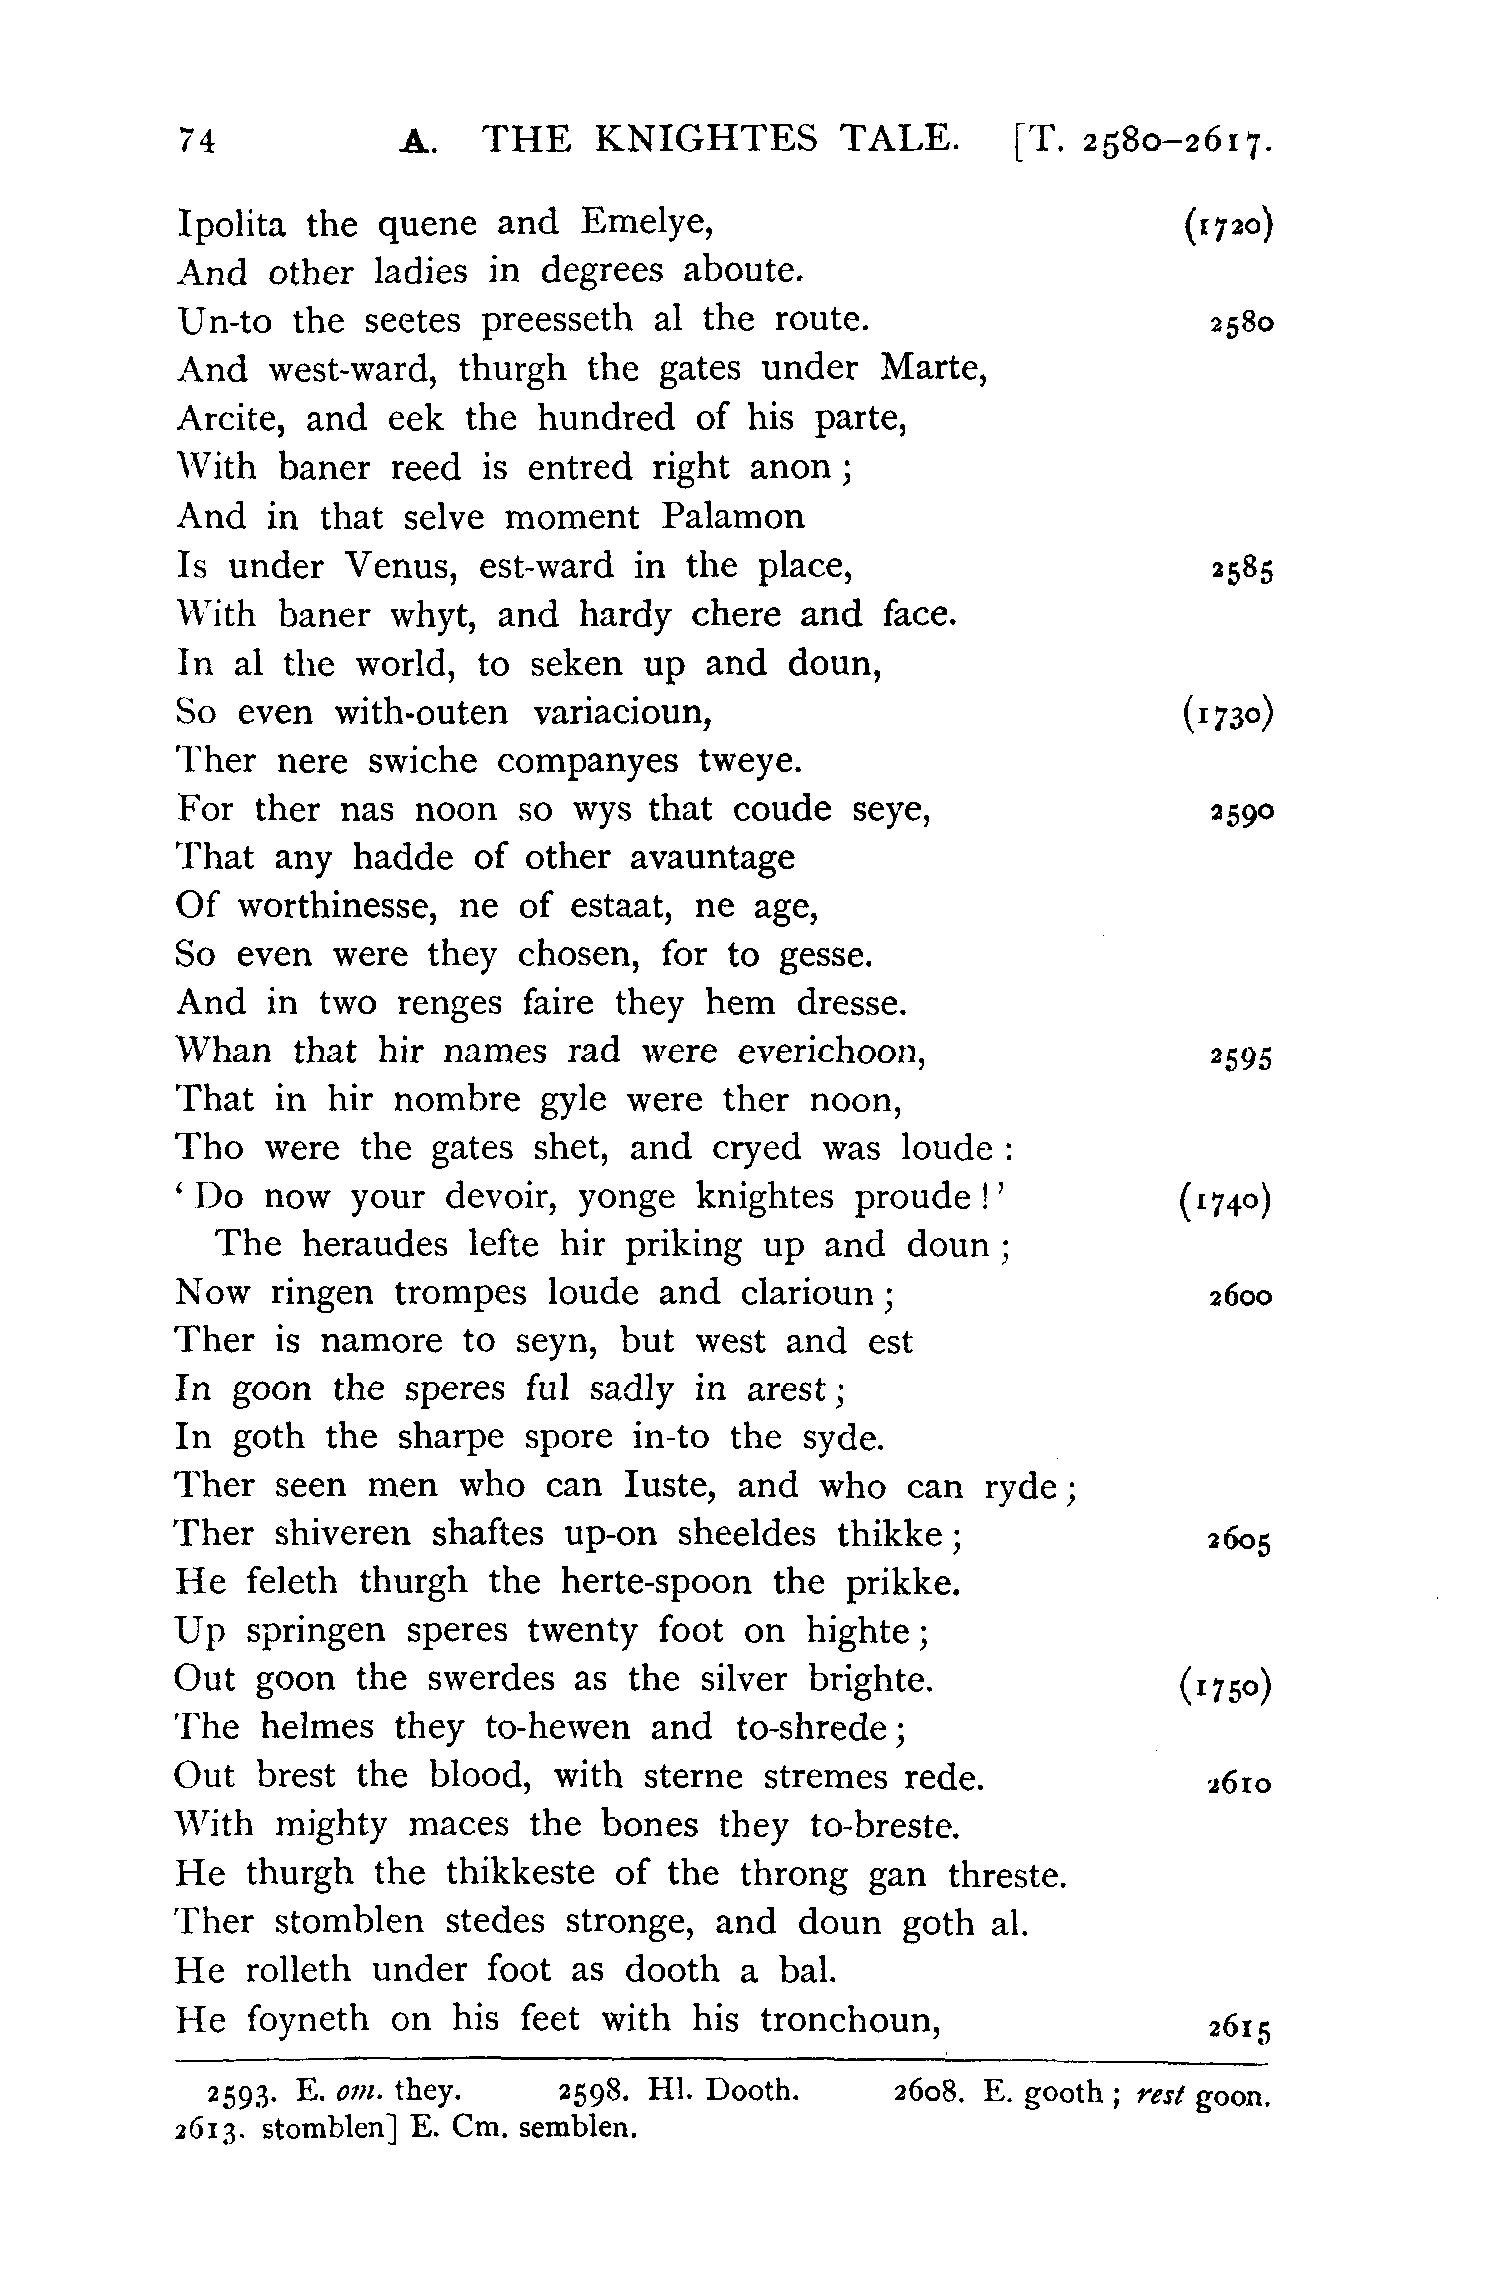 74 A. THE KNIGHTES TALE. [T. 2580–2617.
Ipolita the quene and Emelye, (1720)
And other ladies in degrees aboute.
Un-to the seetes preesseth al the route. 2580
And west-ward, thurgh the gates under Marte,
Arcite, and eek the hundred of his parte,
With baner reed is entred right anon ;
And in that selve moment Palamon
Is under Venus, est-ward in the place, 2585
With baner whyt, and hardy chere and face.
In al the world, to seken up and doun,
So even with-outen variacioun, (1730)
Ther nere swiche companyes tweye.
For ther nas noon so wys that coude seye, 2590
That any hadde of other avauntage
Of worthinesse, ne of estaat, ne age,
So even were they chosen, for to gesse.
And in two renges faire they hem dresse.
Whan that hir names rad were everichoon, 2595
That in hir nombre gyle were ther noon,
Tho were the gates shet, and cryed was loude :
‘ Do now your devoir, yonge knightes proude ! ’ (1740)
The heraudes lefte hir priking up and doun ;
Now ringen trompes loude and clarioun ; 2600
Ther is namore to seyn, but west and est
In goon the speres ful sadly in arest ;
In goth the sharpe spore in-to the syde.
Ther seen men who can Iuste, and who can ryde ;
Ther shiveren shaftes up-on sheeldes thikke ; 2605
He feleth thurgh the herte-spoon the prikke.
Up springen speres twenty foot on highte ;
Out goon the swerdes as the silver brighte. (1750)
The helmes they to-hewen and to-shrede ;
Out brest the blood, with sterne stremes rede. 2610
With mighty maces the bones they to-breste.
He thurgh the thikkeste of the throng gan threste.
Ther stomblen stedes stronge, and doun goth al.
He rolleth under foot as dooth a bal.
He foyneth on his feet with his tronchoun, 2615
2593. E. om. they. 2598. Hl. Dooth. 2608. E. gooth ; rest goon.
2613. stomblen] E. Cm. semblen.